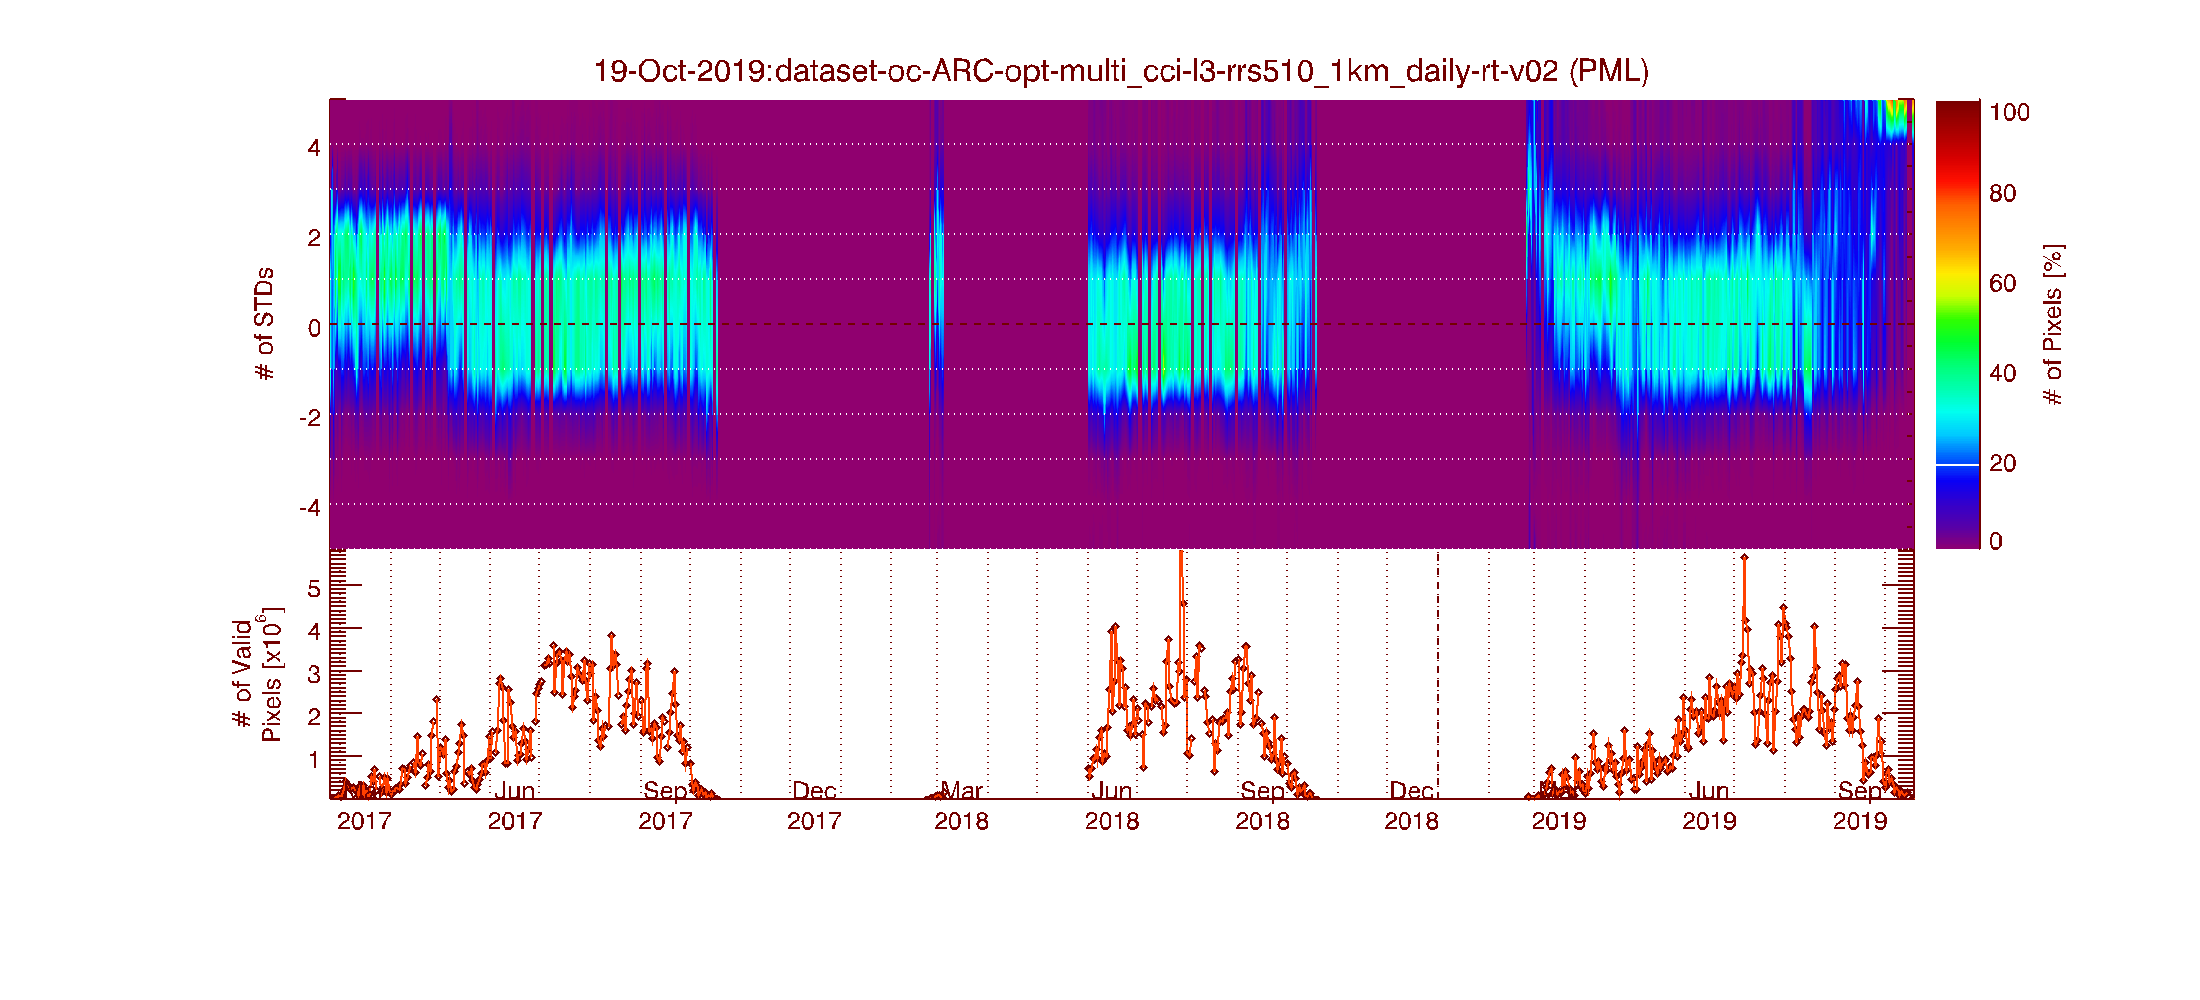 19-Oct-2019:dataset-oc-ARC-opt-multi_cci-l3-rrs510_1km_daily-rt-v02 (PML)
# of STDs
4
2
0
-2
-4
100
80
60
40
20
0
# of Pixels [%]
# of Valid
Pixels [x10⁶]
5
4
3
2
1
Jun Sep Dec Mar Jun Sep Dec Jun Sep
2017 2017 2017 2017 2018 2018 2018 2018 2019 2019 2019